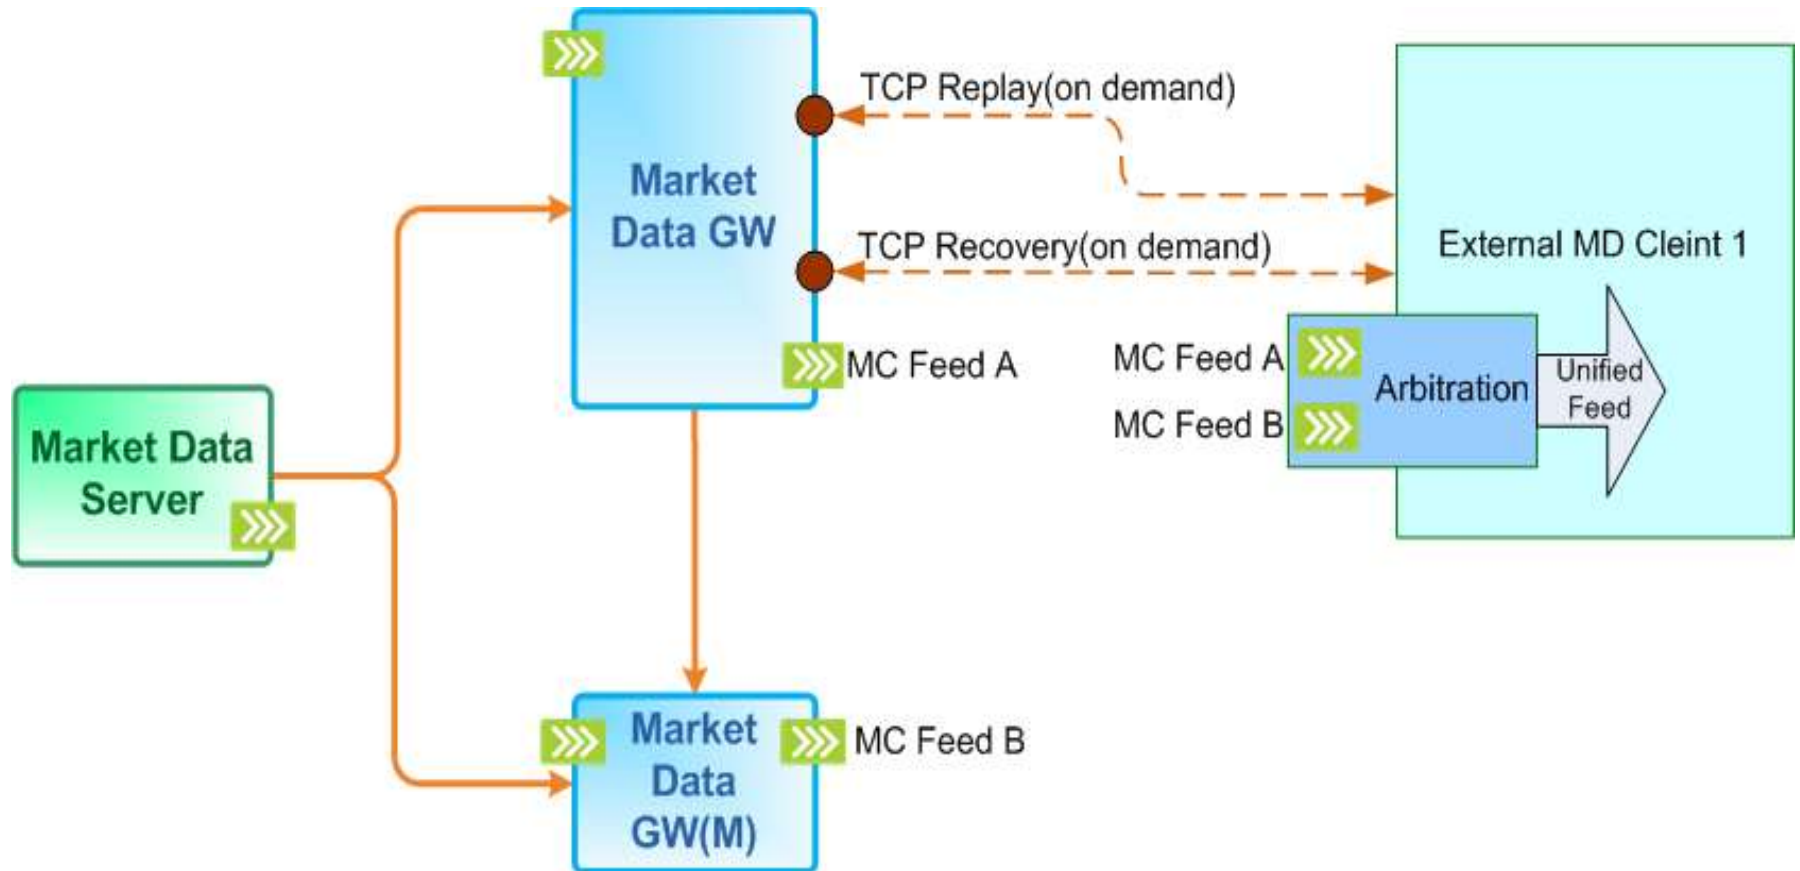 TCP Replay(on demand)
Market
Data GW
TCP Recovery(on demand)
External MD Cleint 1
MC Feed A
MC Feed A
MC Feed B
Arbitration
Unified
Feed
Market Data
Server
Market
Data
GW(M)
MC Feed B